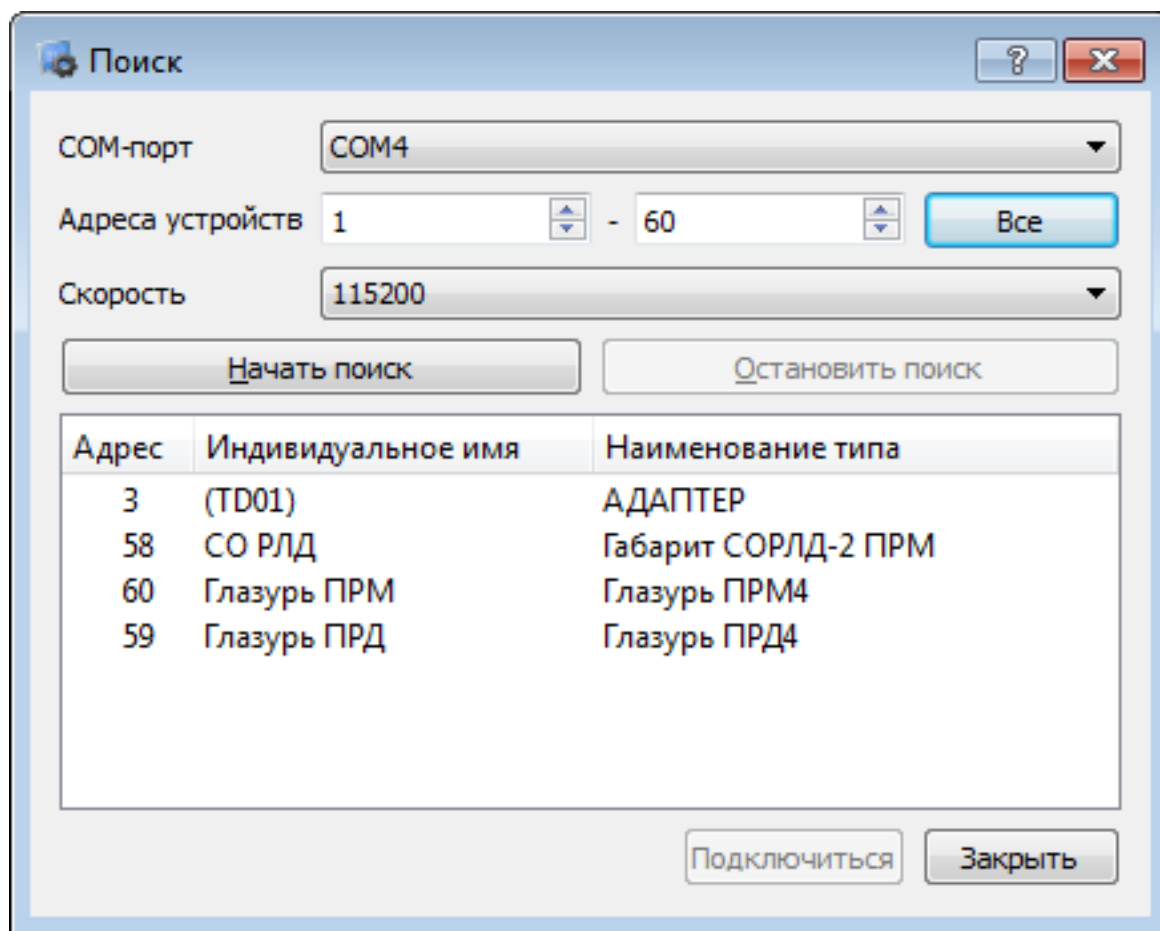 Поиск
COM-порт COM4
Адреса устройств 1 - 60 Все
Скорость 115200
Начать поиск Остановить поиск
Адрес Индивидуальное имя Наименование типа
3 (TD01) АДАПТЕР
58 СО РЛД Габарит СОРЛД-2 ПРМ
60 Глазурь ПРМ Глазурь ПРМ4
59 Глазурь ПРД Глазурь ПРД4
Подключиться Закрыть